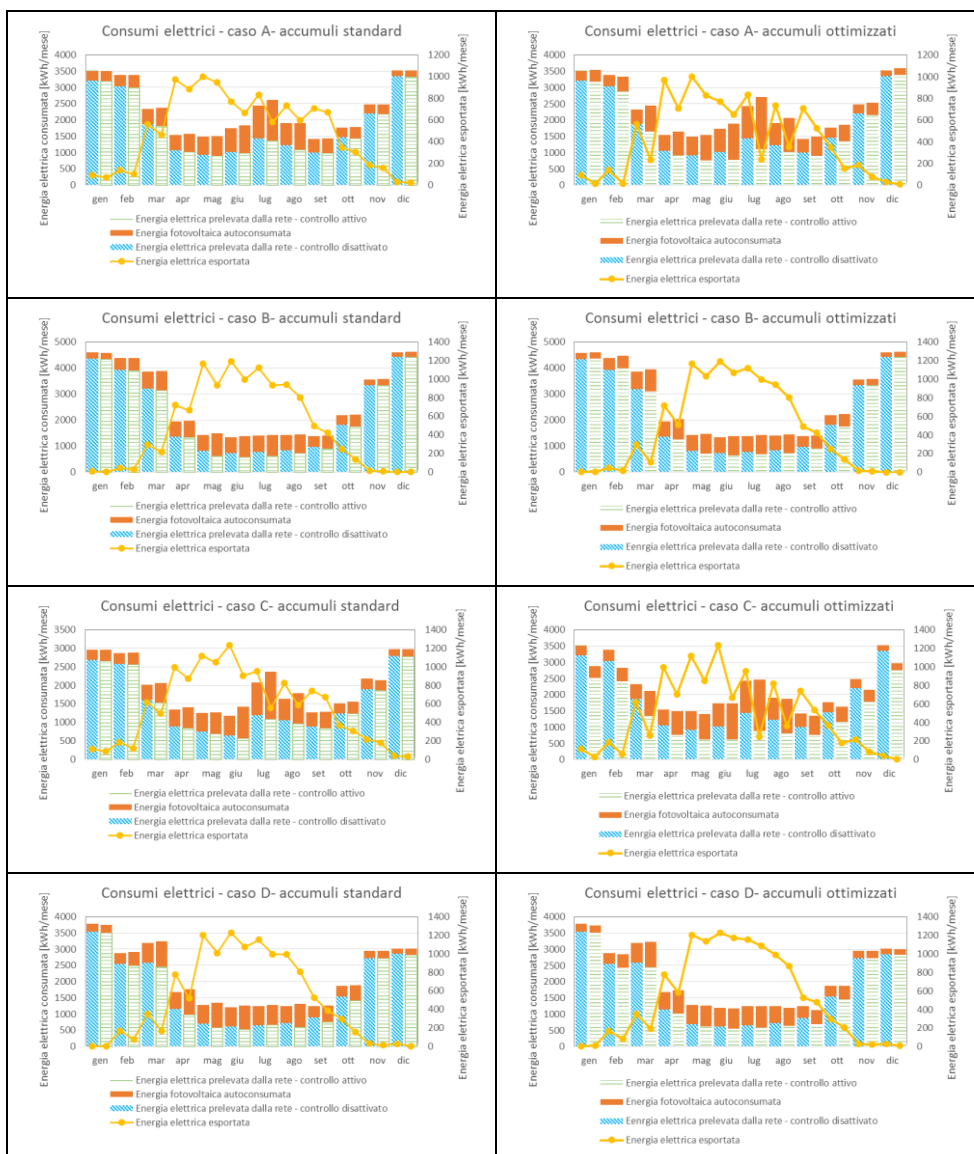 Consumi elettrici - caso A- accumuli standard
Energia elettrica consumata [kWh/mese]
4000
3500
3000
2500
2000
1500
1000
500
0
1200
1000
800
600
400
200
0
Energia eletrica esportata [kWh/mese]
gen feb mar apr mag giu lug ago set ott nov dic
Energia elettrica prelevata dalla rete - controllo attivo
Energia fotovoltaica autoconsumata
Energia elettrica prelevata dalla rete - controllo disattivato
Energia elettrica esportata
Consumi elettrici - caso A- accumuli ottimizzati
Energia elettrica consumata [kWh/mese]
4000
3500
3000
2500
2000
1500
1000
500
0
1200
1000
800
600
400
200
0
Energia eletrica esportata [kWh/mese]
gen feb mar apr mag giu lug ago set ott nov dic
Energia elettrica prelevata dalla rete - controllo attivo
Energia fotovoltaica autoconsumata
Eenrgia elettrica prelevata dalla rete - controllo disattivato
Energia elettrica esportata
Consumi elettrici - caso B- accumuli standard
Energia elettrica consumata [kWh/mese]
5000
4000
3000
2000
1000
0
1400
1200
1000
800
600
400
200
0
Energia eletrica esportata [kWh/mese]
gen feb mar apr mag giu lug ago set ott nov dic
Energia elettrica prelevata dalla rete - controllo attivo
Energia fotovoltaica autoconsumata
Energia elettrica prelevata dalla rete - controllo disattivato
Energia elettrica esportata
Consumi elettrici - caso B- accumuli ottimizzati
Energia elettrica consumata [kWh/mese]
5000
4000
3000
2000
1000
0
1400
1200
1000
800
600
400
200
0
Energia eletrica esportata [kWh/mese]
gen feb mar apr mag giu lug ago set ott nov dic
Energia elettrica prelevata dalla rete - controllo attivo
Energia fotovoltaica autoconsumata
Eenrgia elettrica prelevata dalla rete - controllo disattivato
Energia elettrica esportata
Consumi elettrici - caso C- accumuli standard
Energia elettrica consumata [kWh/mese]
3500
3000
2500
2000
1500
1000
500
0
1400
1200
1000
800
600
400
200
0
Energia eletrica esportata [kWh/mese]
gen feb mar apr mag giu lug ago set ott nov dic
Energia elettrica prelevata dalla rete - controllo attivo
Energia fotovoltaica autoconsumata
Energia elettrica prelevata dalla rete - controllo disattivato
Energia elettrica esportata
Consumi elettrici - caso C- accumuli ottimizzati
Energia elettrica consumata [kWh/mese]
4000
3500
3000
2500
2000
1500
1000
500
0
1400
1200
1000
800
600
400
200
0
Energia eletrica esportata [kWh/mese]
gen feb mar apr mag giu lug ago set ott nov dic
Energia elettrica prelevata dalla rete - controllo attivo
Energia fotovoltaica autoconsumata
Eenrgia elettrica prelevata dalla rete - controllo disattivato
Energia elettrica esportata
Consumi elettrici - caso D- accumuli standard
Energia elettrica consumata [kWh/mese]
4000
3500
3000
2500
2000
1500
1000
500
0
1400
1200
1000
800
600
400
200
0
Energia eletrica esportata [kWh/mese]
gen feb mar apr mag giu lug ago set ott nov dic
Energia elettrica prelevata dalla rete - controllo attivo
Energia fotovoltaica autoconsumata
Energia elettrica prelevata dalla rete - controllo disattivato
Energia elettrica esportata
Consumi elettrici - caso D- accumuli ottimizzati
Energia elettrica consumata [kWh/mese]
4000
3500
3000
2500
2000
1500
1000
500
0
1400
1200
1000
800
600
400
200
0
Energia eletrica esportata [kWh/mese]
gen feb mar apr mag giu lug ago set ott nov dic
Energia elettrica prelevata dalla rete - controllo attivo
Energia fotovoltaica autoconsumata
Eenrgia elettrica prelevata dalla rete - controllo disattivato
Energia elettrica esportata